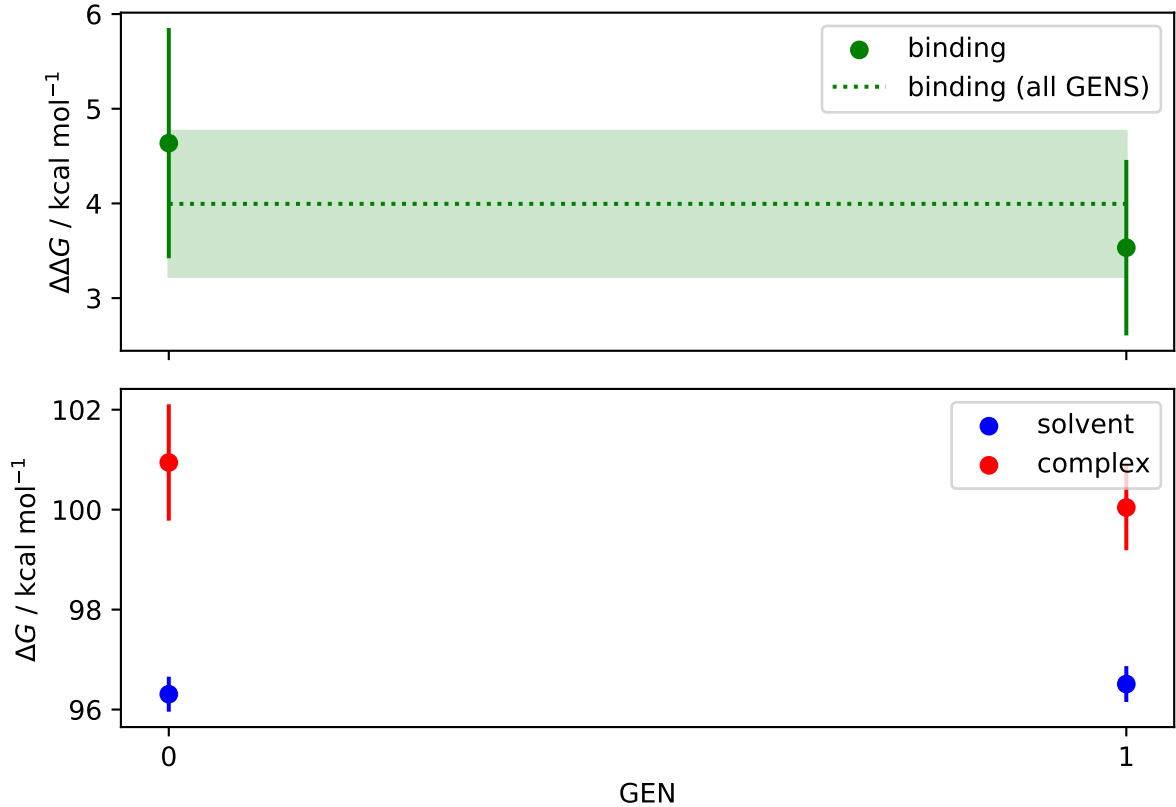 6
5
4
3
ΔΔG / kcal mol⁻¹
binding
binding (all GENS)
102
100
98
96
ΔG / kcal mol⁻¹
solvent
complex
0
1
GEN